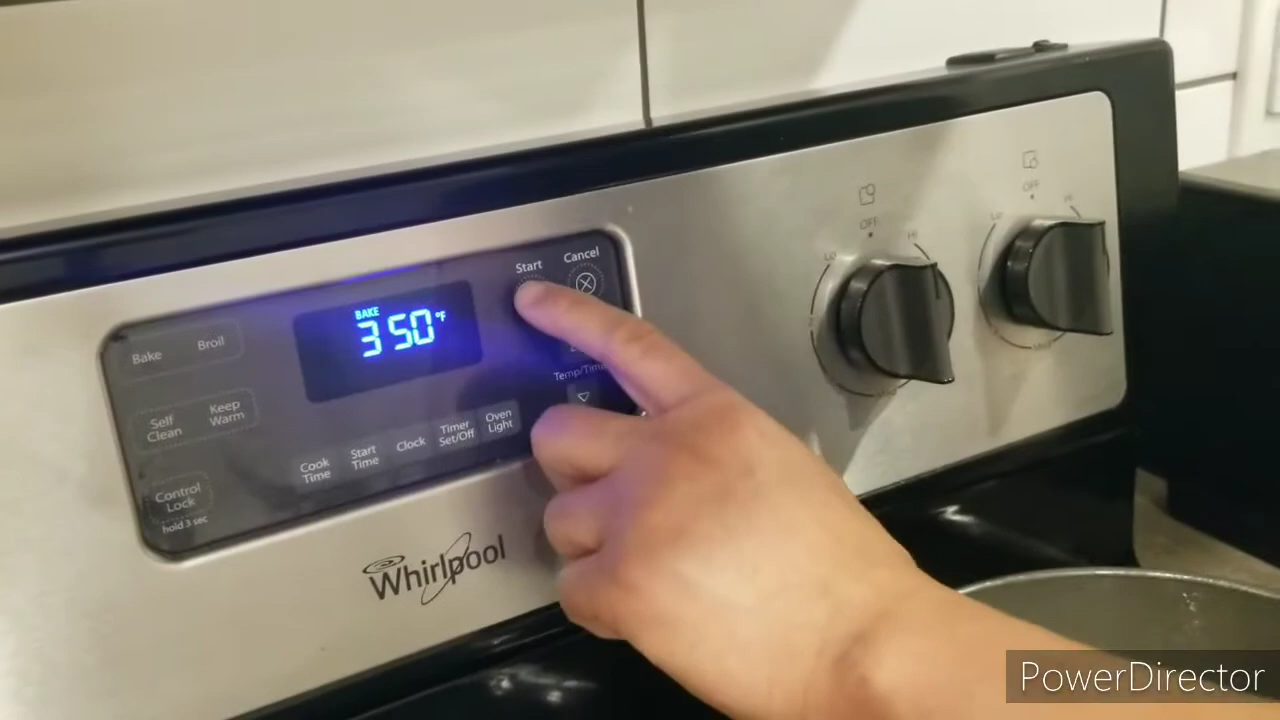 Start
Cancel
BAKE
350°F
Bake
Broil
Temp/Time
Self
Clean
Keep
Warm
Cook
Time
Start
Time
Clock
Timer
Set/Off
Oven
Light
Control
Lock
hold 3 sec
Whirlpool
OFF
LO
HI
OFF
LO
HI
PowerDirector